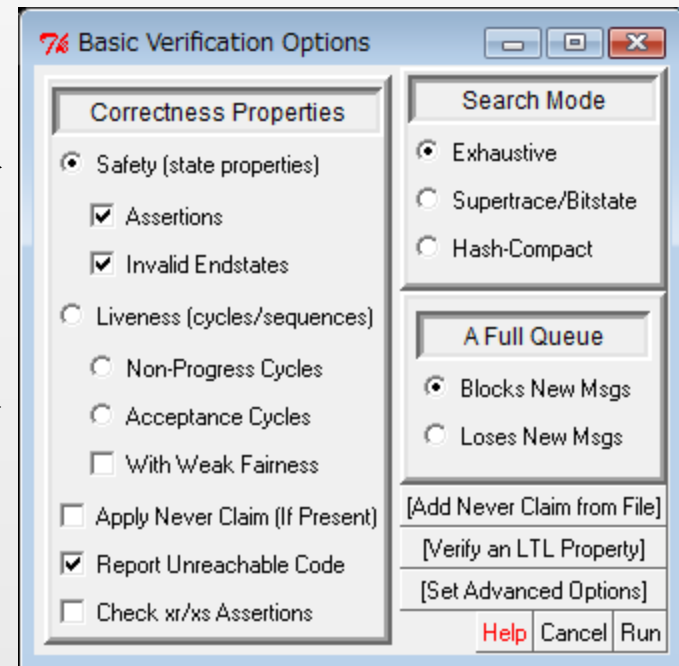 Basic Verification Options
Correctness Properties
Safety (state properties)
Assertions
Invalid Endstates
Liveness (cycles/sequences)
Non-Progress Cycles
Acceptance Cycles
With Weak Fairness
Apply Never Claim (If Present)
Report Unreachable Code
Check xr/xs Assertions
Search Mode
Exhaustive
Supertrace/Bitstate
Hash-Compact
A Full Queue
Blocks New Msgs
Loses New Msgs
[Add Never Claim from File]
[Verify an LTL Property]
[Set Advanced Options]
Help Cancel Run